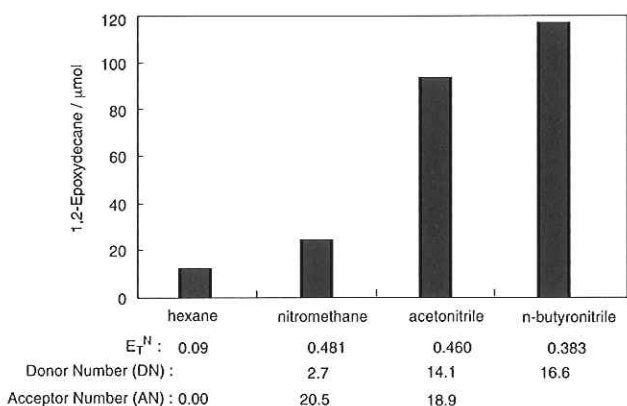 1,2-Epoxydecane / μmol
120
100
80
60
40
20
0
hexane nitromethane acetonitrile n-butyronitrile
E_T^N : 0.09 0.481 0.460 0.383
Donor Number (DN) : 2.7 14.1 16.6
Acceptor Number (AN) : 0.00 20.5 18.9